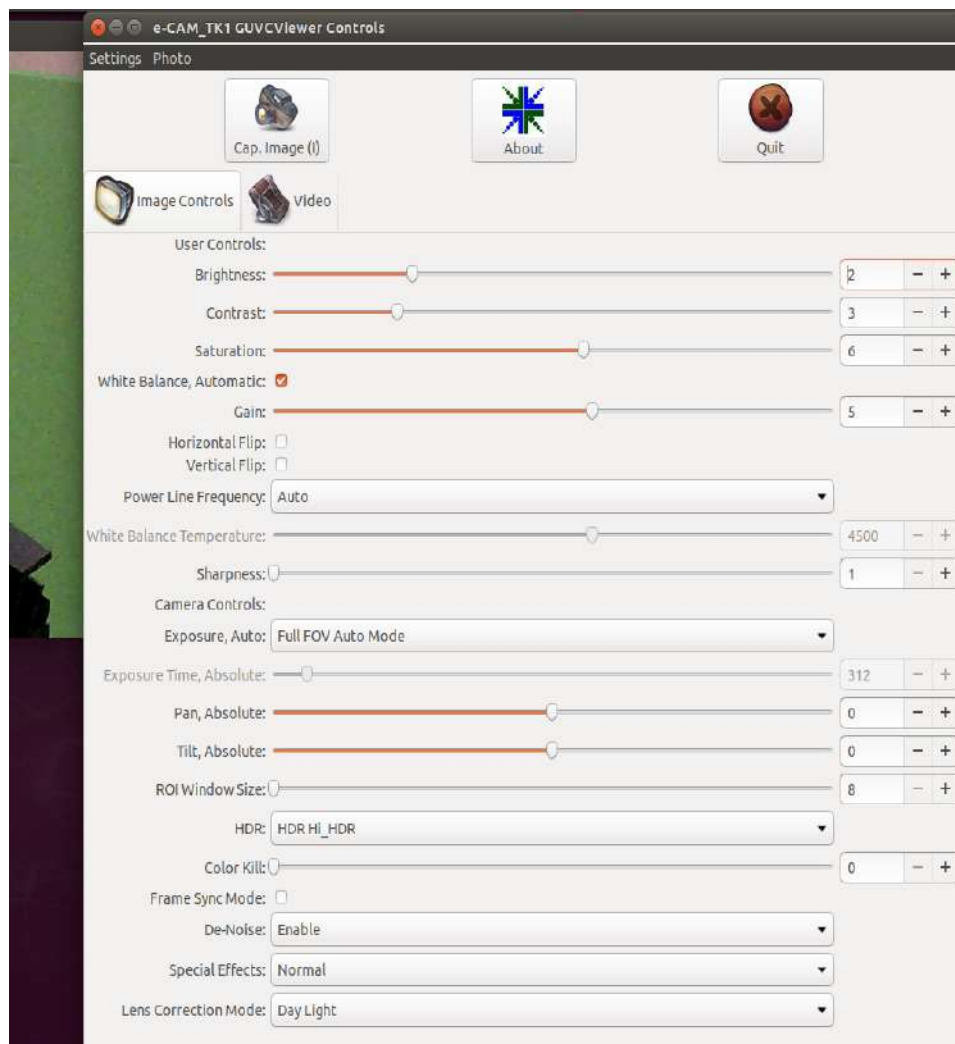 e-CAM_TK1 GUVCViewer Controls
Settings Photo
Cap. Image (I) About Quit
Image Controls Video
User Controls:
Brightness: 2 − +
Contrast: 3 − +
Saturation: 6 − +
White Balance, Automatic:
Gain: 5 − +
Horizontal Flip:
Vertical Flip:
Power Line Frequency: Auto
White Balance Temperature: 4500 − +
Sharpness: 1 − +
Camera Controls:
Exposure, Auto: Full FOV Auto Mode
Exposure Time, Absolute: 312 − +
Pan, Absolute: 0 − +
Tilt, Absolute: 0 − +
ROI Window Size: 8 − +
HDR: HDR Hi_HDR
Color Kill: 0 − +
Frame Sync Mode:
De-Noise: Enable
Special Effects: Normal
Lens Correction Mode: Day Light